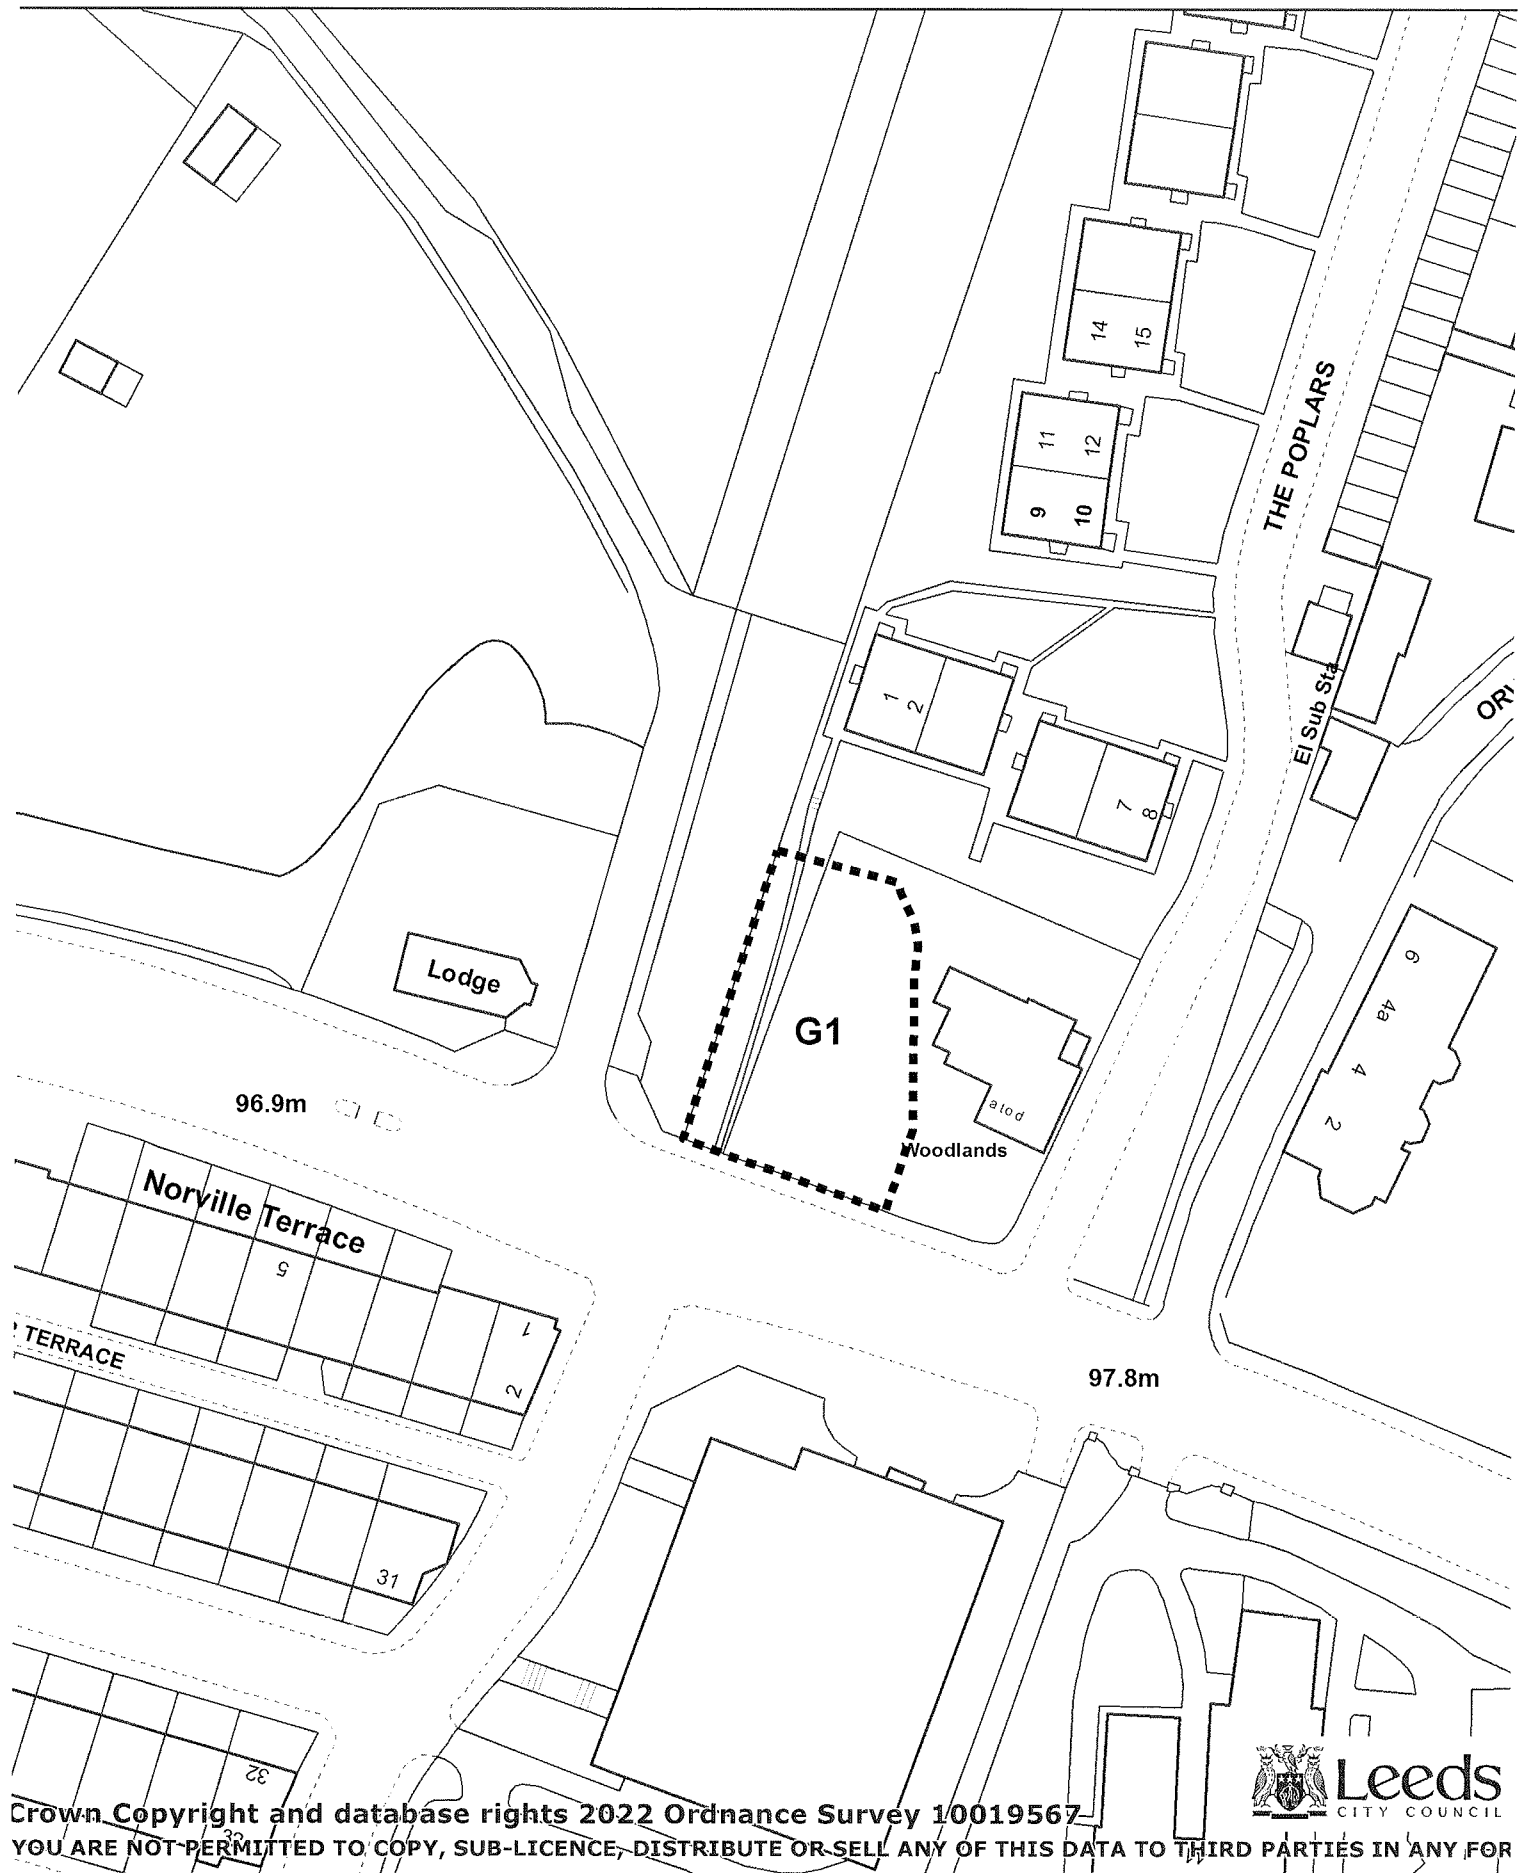 14
15
11
12
9
10
THE POPLARS
1
2
7
8
El Sub Sta
Lodge
G1
6
4a
4
2
96.9m
Woodlands
Norville Terrace
5
1
2
TERRACE
97.8m
31
32
Leeds
CITY COUNCIL
Crown Copyright and database rights 2022 Ordnance Survey 10019567
YOU ARE NOT PERMITTED TO COPY, SUB-LICENCE, DISTRIBUTE OR SELL ANY OF THIS DATA TO THIRD PARTIES IN ANY FOR